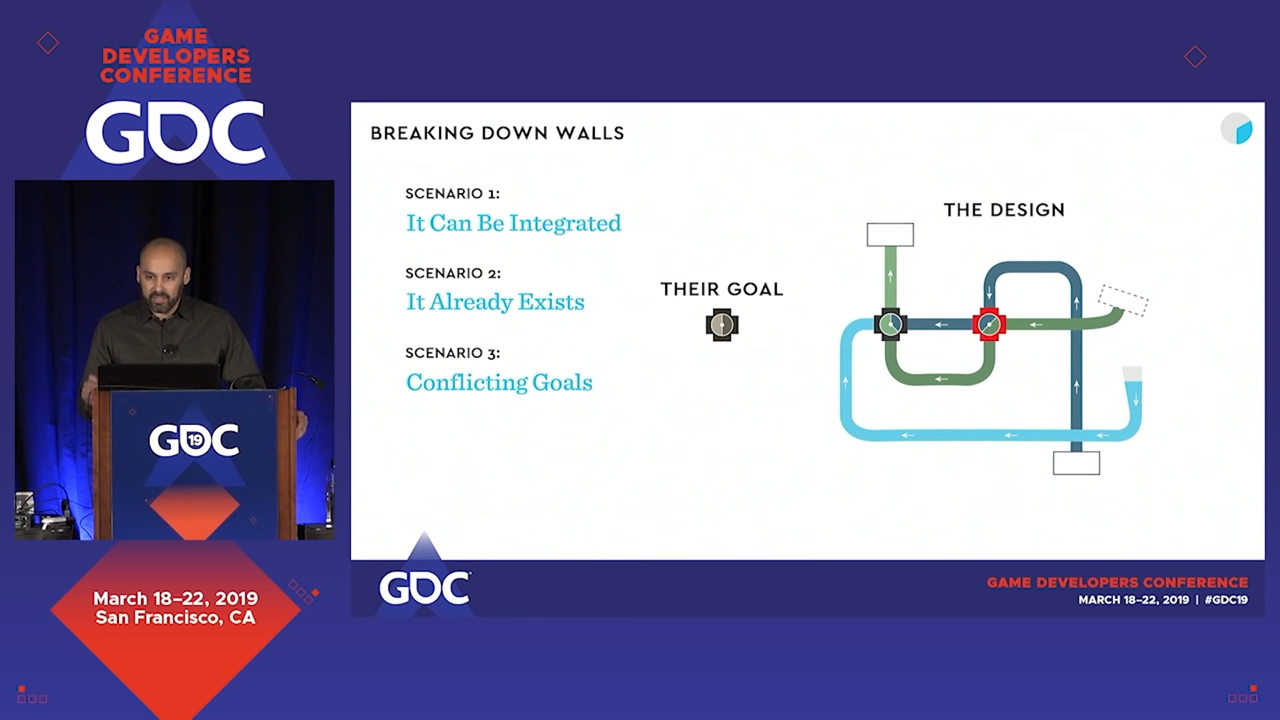 GAME
DEVELOPERS
CONFERENCE
GDC
GDC
19
March 18–22, 2019
San Francisco, CA
BREAKING DOWN WALLS
SCENARIO 1:
It Can Be Integrated
SCENARIO 2:
It Already Exists
SCENARIO 3:
Conflicting Goals
THEIR GOAL
THE DESIGN
GDC
GAME DEVELOPERS CONFERENCE
MARCH 18–22, 2019 | #GDC19